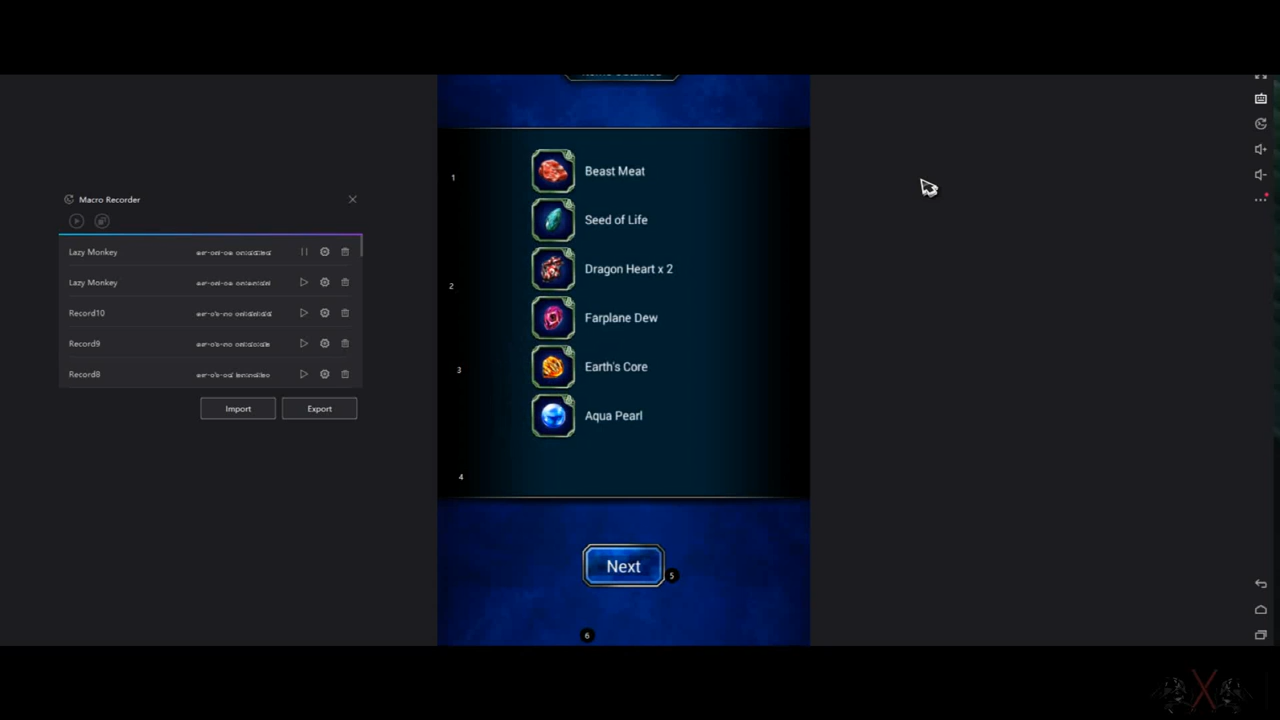 Macro Recorder
Lazy Monkey
Lazy Monkey
Record10
Record9
Record8
Import
Export
1
2
3
4
Beast Meat
Seed of Life
Dragon Heart x 2
Farplane Dew
Earth's Core
Aqua Pearl
Next
5
6
X